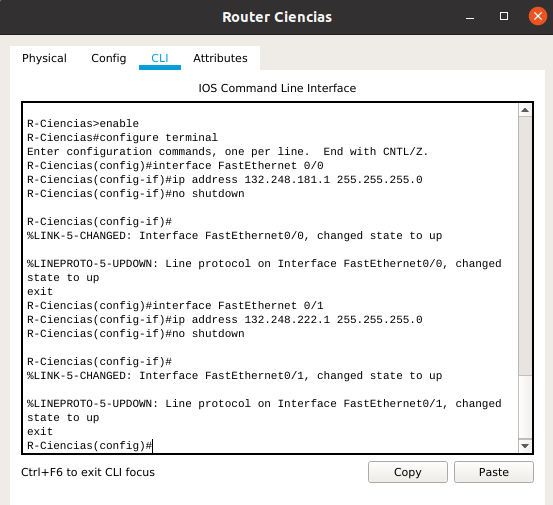 Router Ciencias
Physical Config CLI Attributes
IOS Command Line Interface
R-Ciencias>enable
R-Ciencias#configure terminal
Enter configuration commands, one per line.  End with CNTL/Z.
R-Ciencias(config)#interface FastEthernet 0/0
R-Ciencias(config-if)#ip address 132.248.181.1 255.255.255.0
R-Ciencias(config-if)#no shutdown
R-Ciencias(config-if)#
%LINK-5-CHANGED: Interface FastEthernet0/0, changed state to up
%LINEPROTO-5-UPDOWN: Line protocol on Interface FastEthernet0/0, changed
state to up
exit
R-Ciencias(config)#interface FastEthernet 0/1
R-Ciencias(config-if)#ip address 132.248.222.1 255.255.255.0
R-Ciencias(config-if)#no shutdown
R-Ciencias(config-if)#
%LINK-5-CHANGED: Interface FastEthernet0/1, changed state to up
%LINEPROTO-5-UPDOWN: Line protocol on Interface FastEthernet0/1, changed
state to up
exit
R-Ciencias(config)#
Ctrl+F6 to exit CLI focus Copy Paste